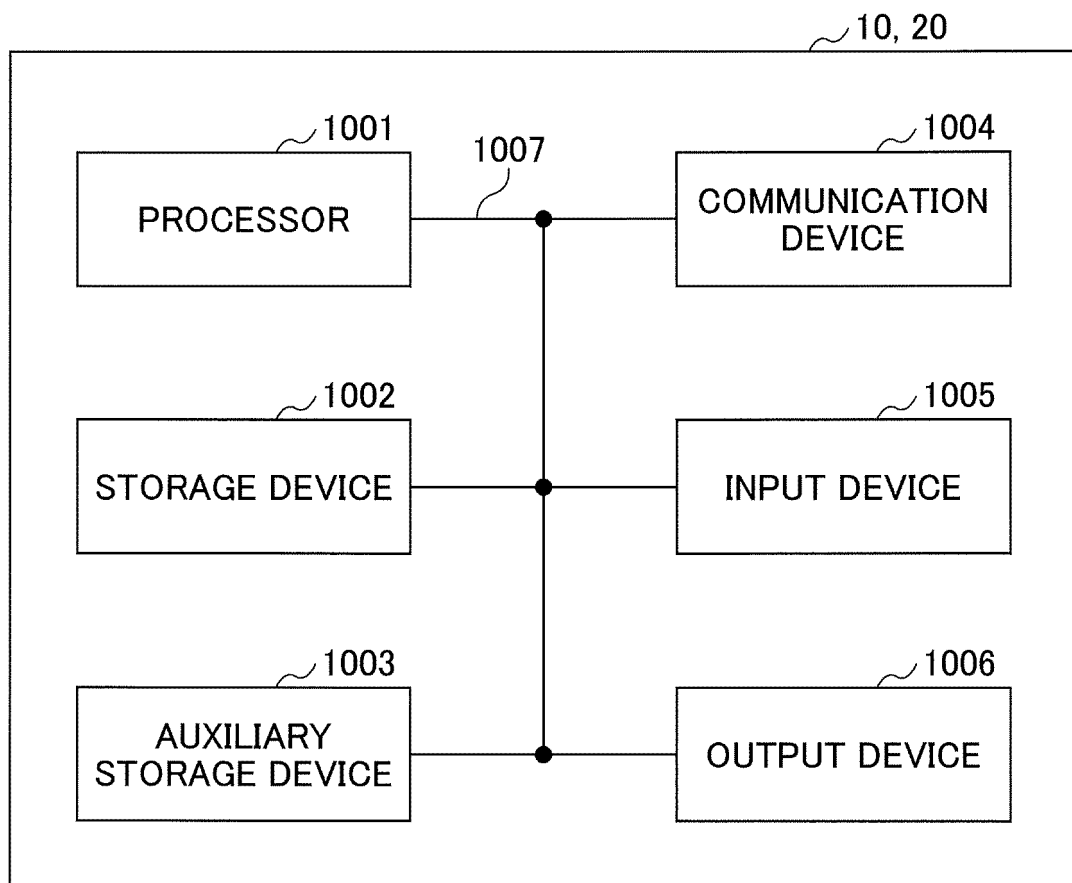 10, 20
1001
1004
1007
PROCESSOR
COMMUNICATION
DEVICE
1002
1005
STORAGE DEVICE
INPUT DEVICE
1003
1006
AUXILIARY
STORAGE DEVICE
OUTPUT DEVICE